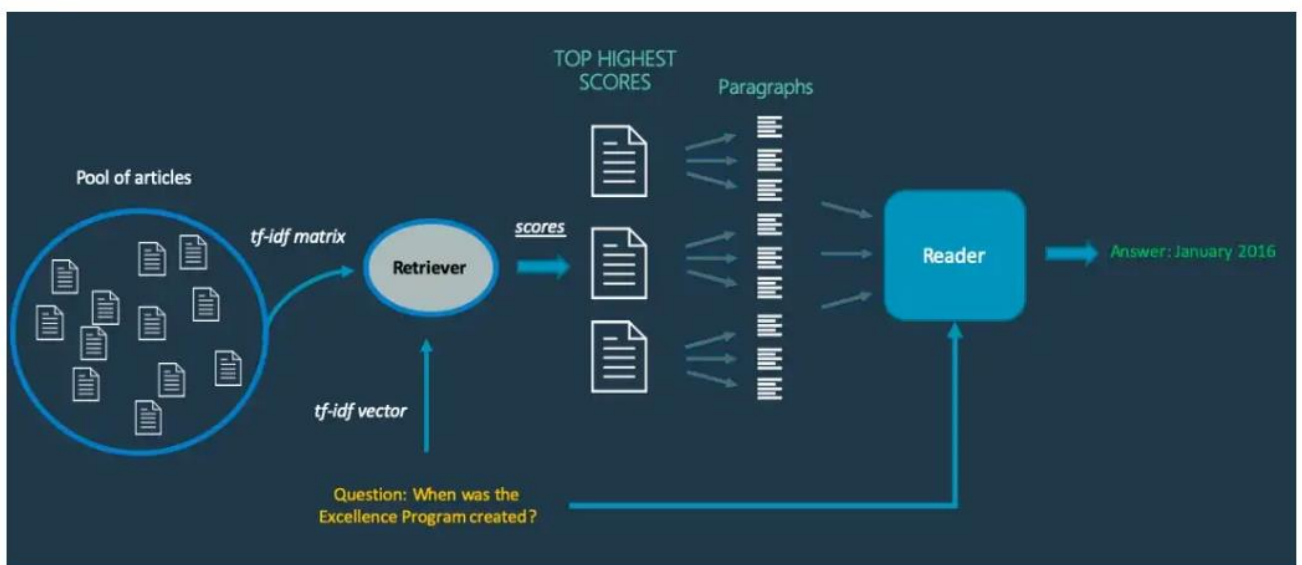 TOP HIGHEST
SCORES
Paragraphs
Pool of articles
tf-idf matrix
scores
Retriever
Reader
Answer: January 2016
tf-idf vector
Question: When was the
Excellence Program created?